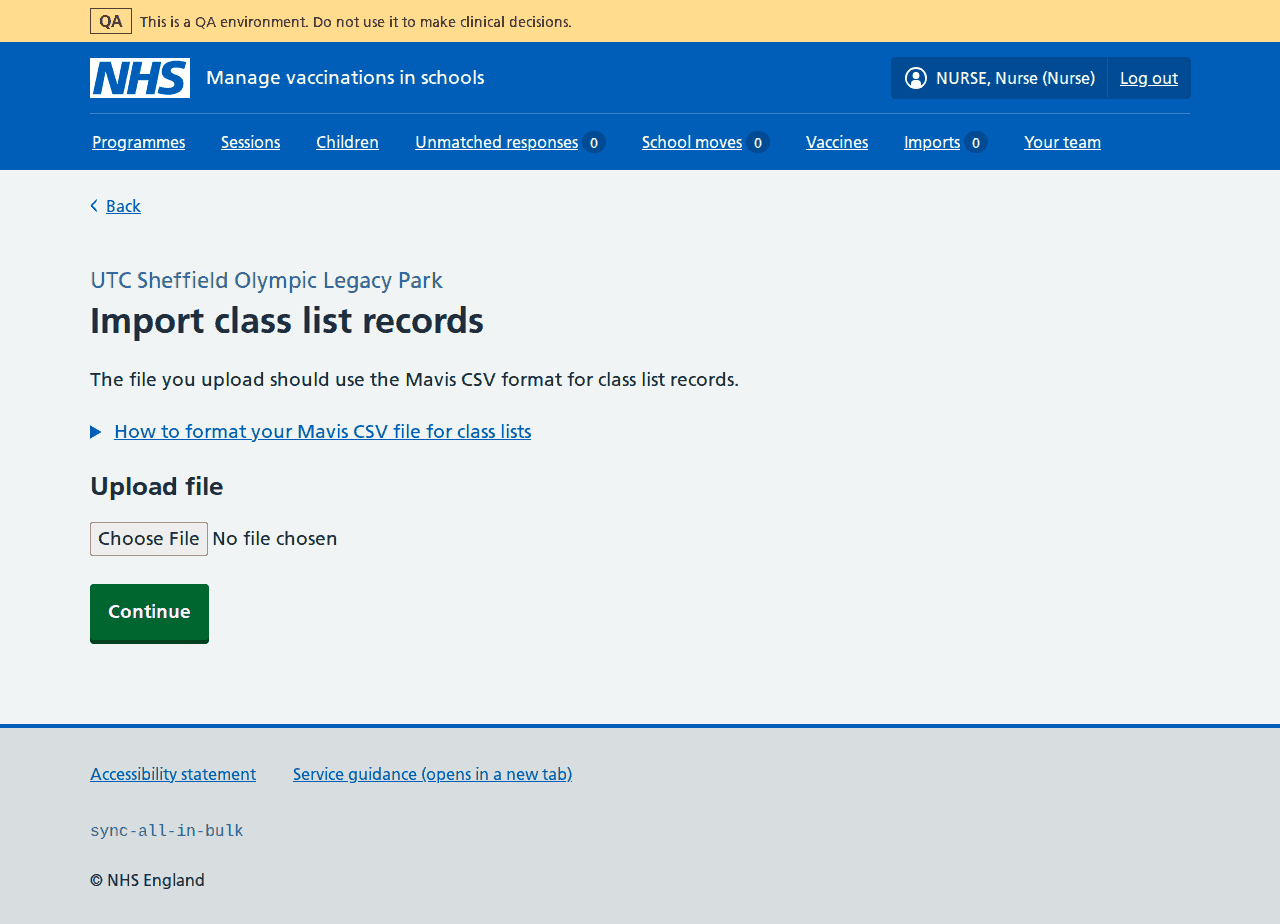 QA This is a QA environment. Do not use it to make clinical decisions.
NHS Manage vaccinations in schools NURSE, Nurse (Nurse) Log out
Programmes Sessions Children Unmatched responses 0 School moves 0 Vaccines Imports 0 Your team
Back
UTC Sheffield Olympic Legacy Park
Import class list records
The file you upload should use the Mavis CSV format for class list records.
How to format your Mavis CSV file for class lists
Upload file
Choose File No file chosen
Continue
Accessibility statement Service guidance (opens in a new tab)
sync-all-in-bulk
© NHS England